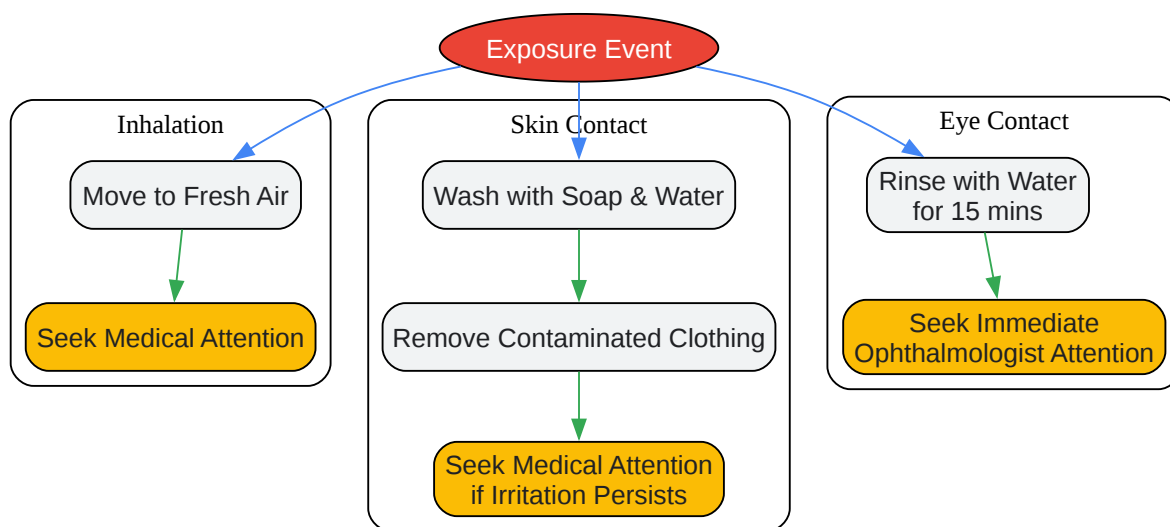 Exposure Event
Inhalation
Move to Fresh Air
Seek Medical Attention
Skin Contact
Wash with Soap & Water
Remove Contaminated Clothing
Seek Medical Attention
if Irritation Persists
Eye Contact
Rinse with Water
for 15 mins
Seek Immediate
Ophthalmologist Attention